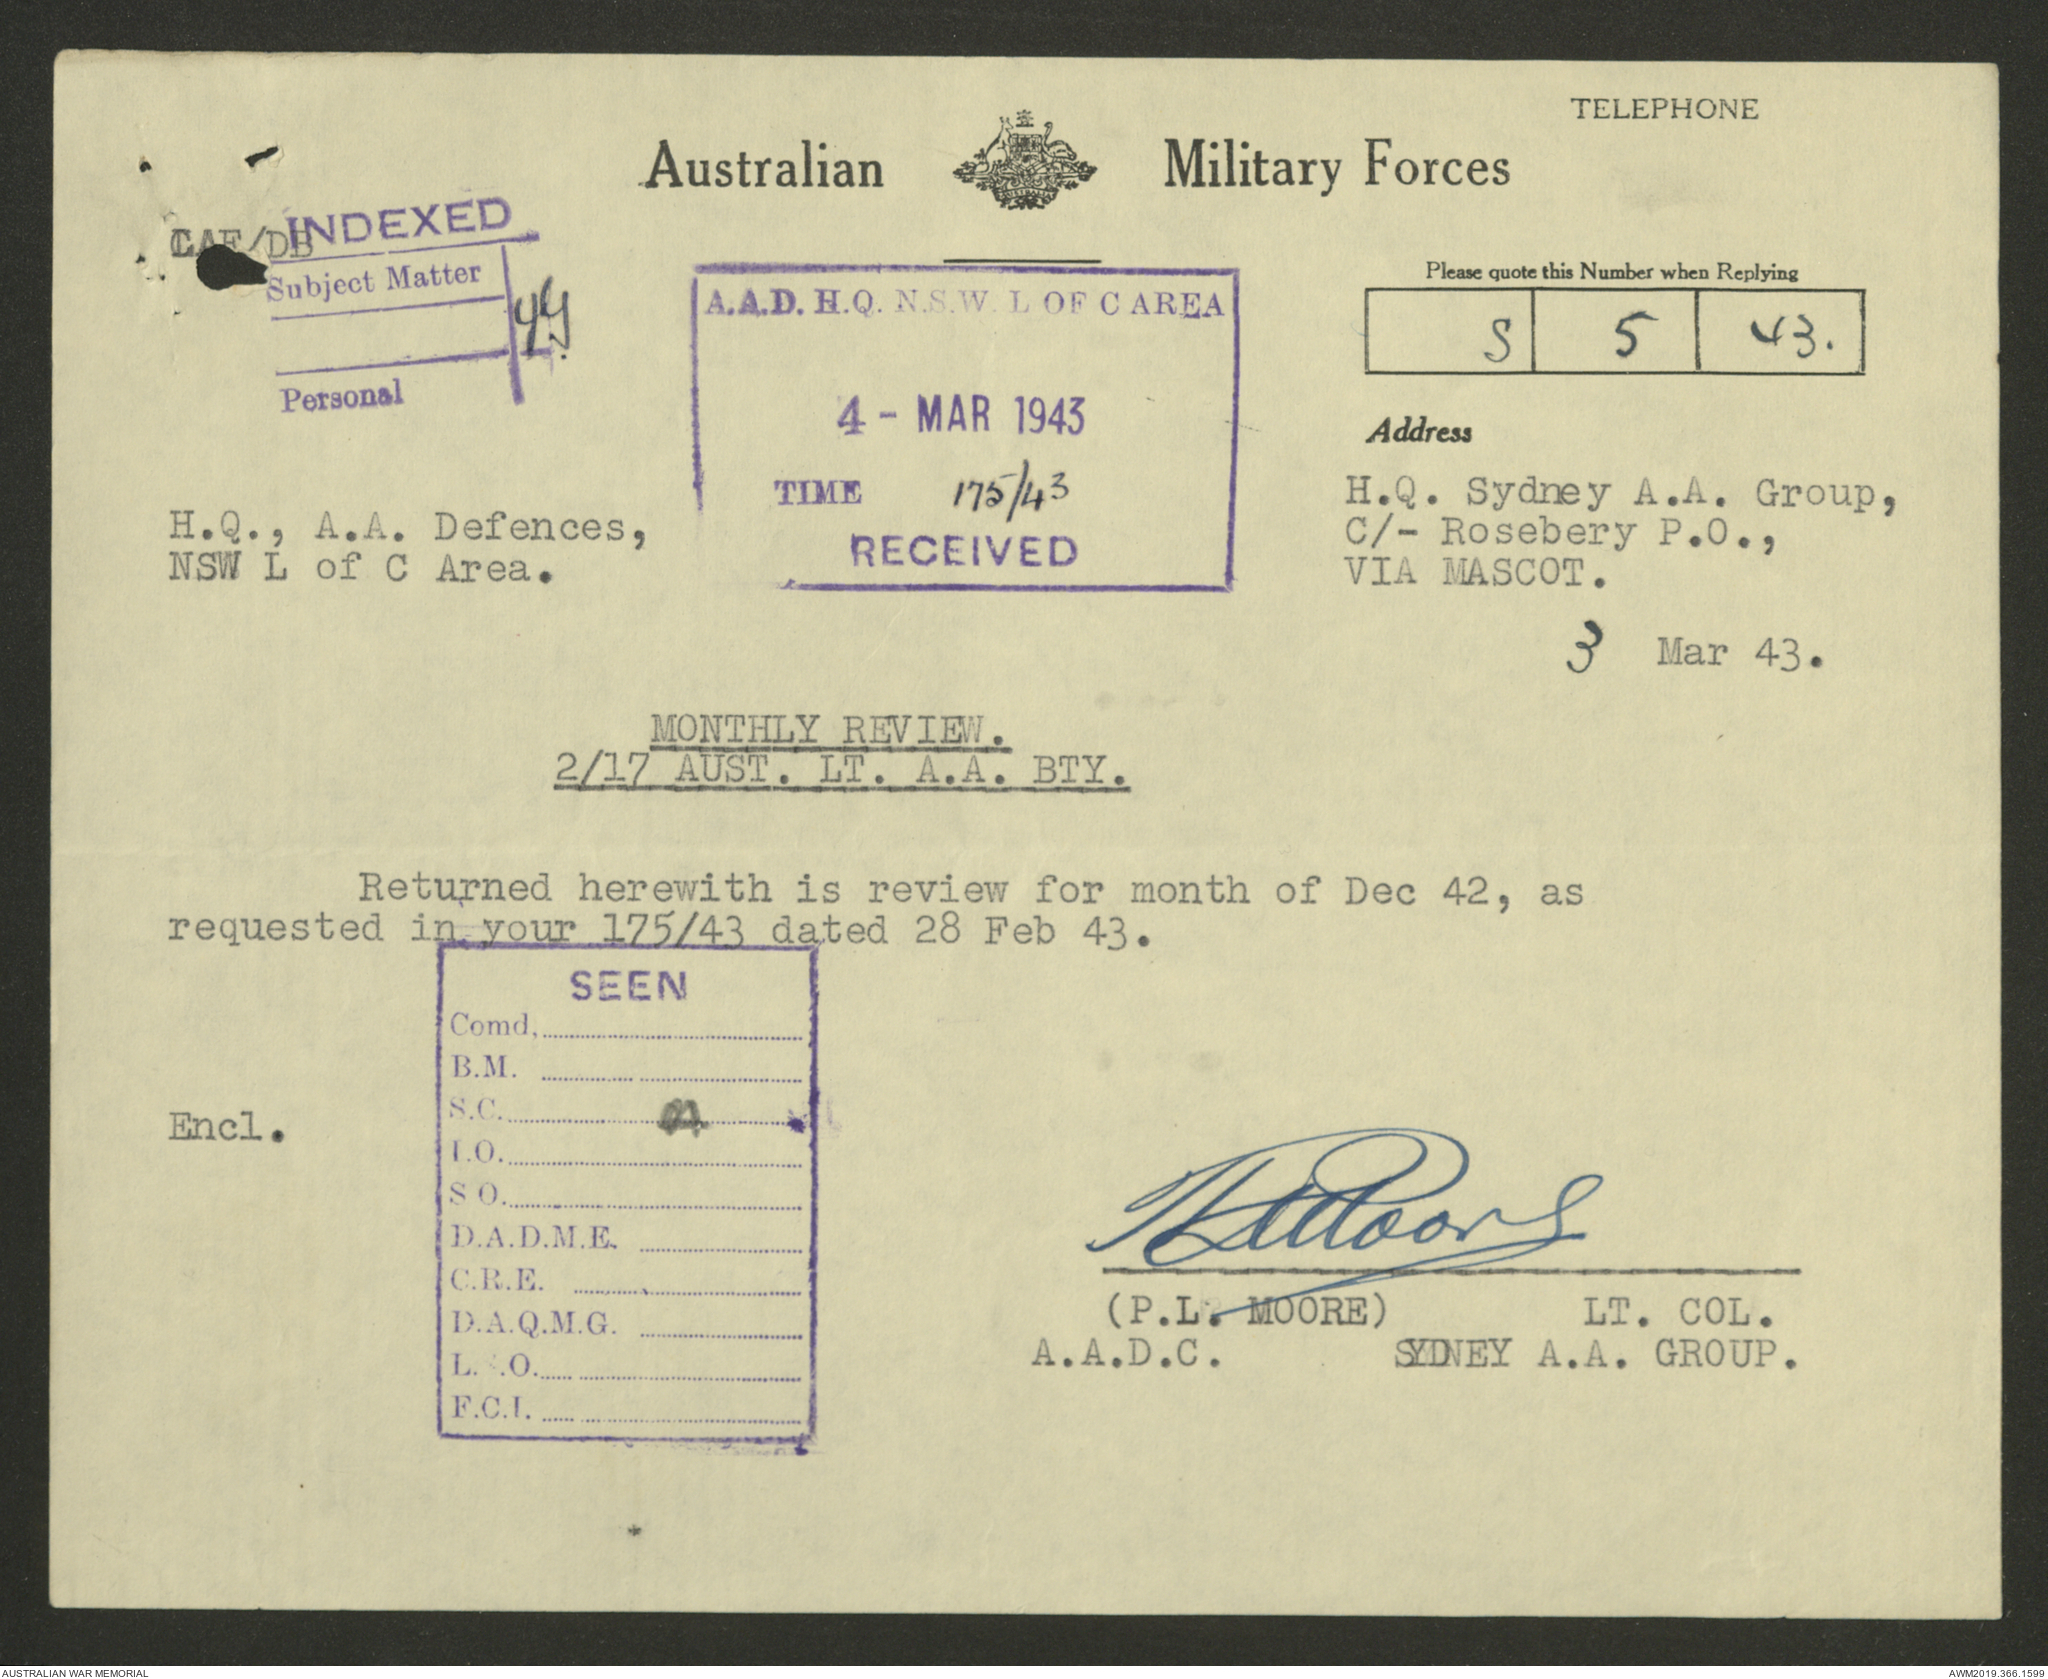 TELEPHONE
Australian Military Forces
AUSTRALIA
LAF/DB
INDEXED
Subject Matter
Personal
A.A.D. H.Q. N.S.W. L OF C AREA
4 - MAR 1943
TIME 175/43
RECEIVED
Please quote this Number when Replying
S 5 43.
Address
H.Q. Sydney A.A. Group,
C/- Rosebery P.O.,
VIA MASCOT.
3 Mar 43.
H.Q., A.A. Defences,
NSW L of C Area.
MONTHLY REVIEW.
2/17 AUST. LT. A.A. BTY.
Returned herewith is review for month of Dec 42, as
requested in your 175/43 dated 28 Feb 43.
SEEN
Comd,
B.M.
S.C.
I.O.
S O.
D.A.D.M.E.
C.R.E.
D.A.Q.M.G.
L. .O.
F.C.I.
Encl.
PLMoore
(P.L. MOORE) LT. COL.
A.A.D.C. SYDNEY A.A. GROUP.
AUSTRALIAN WAR MEMORIAL
AWM2019.366.1599